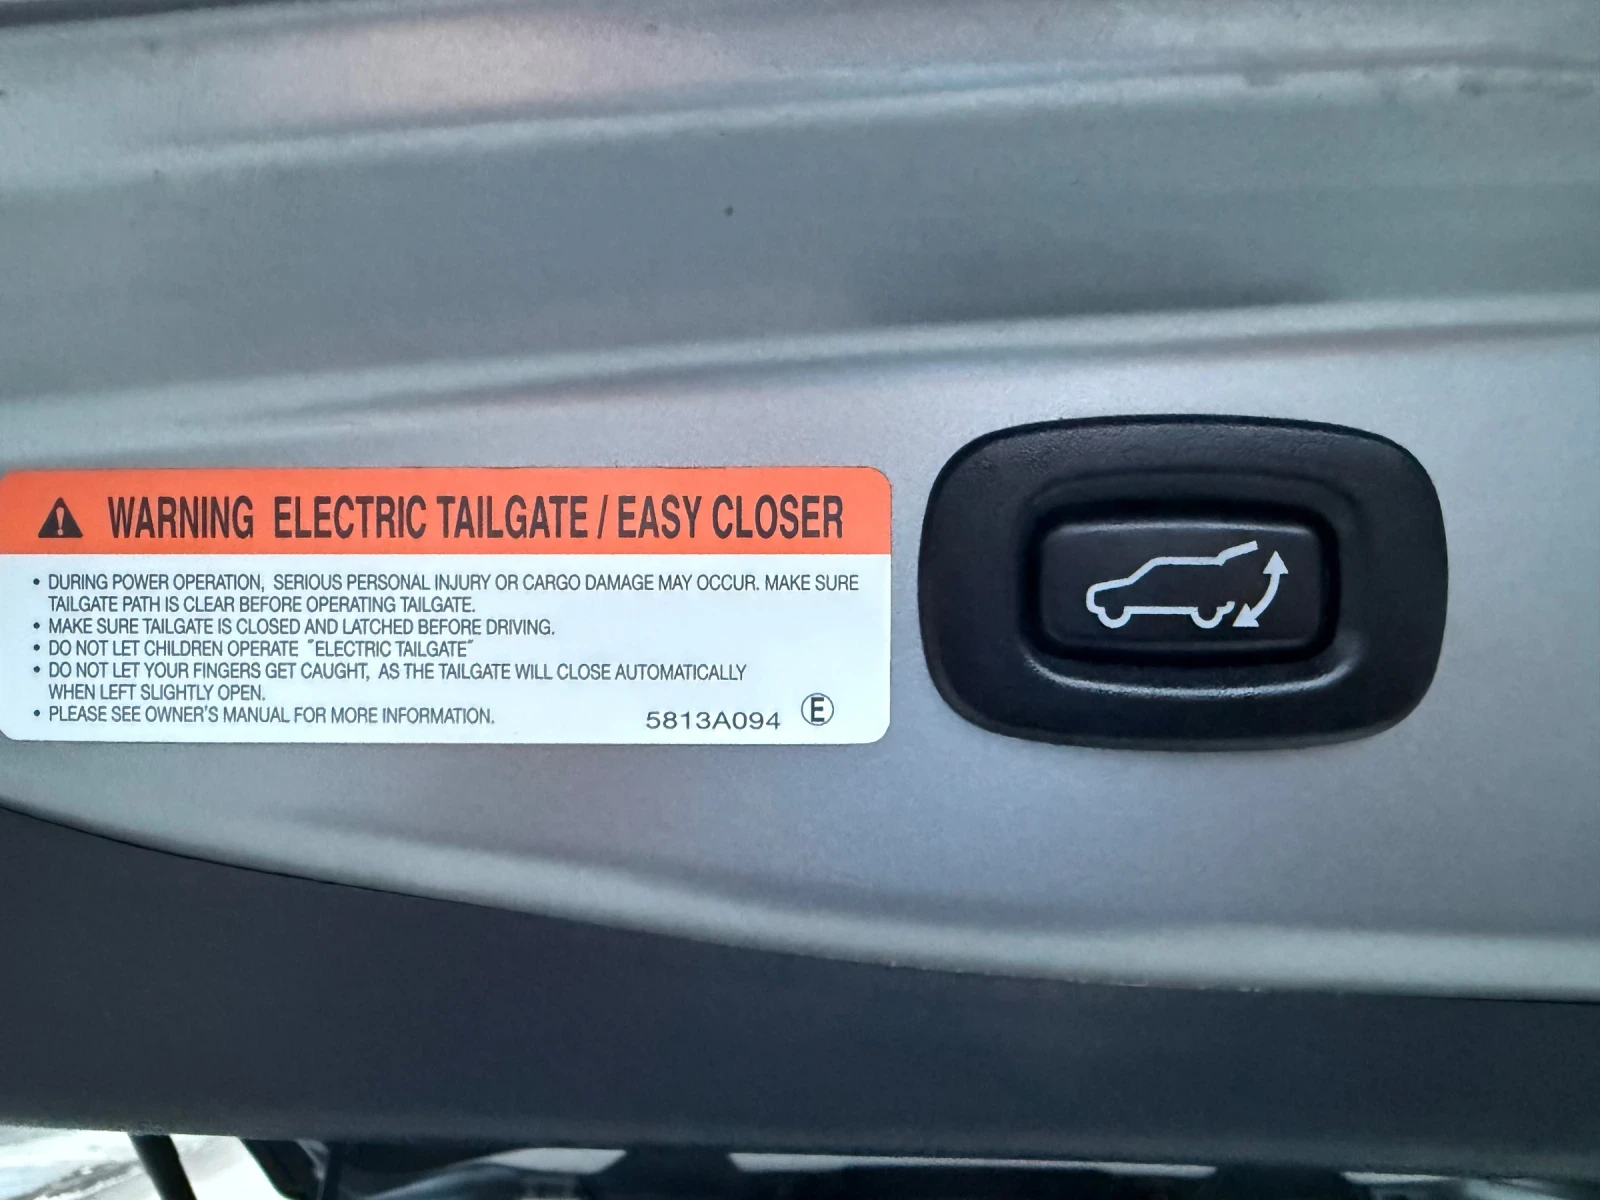 WARNING ELECTRIC TAILGATE / EASY CLOSER
• DURING POWER OPERATION, SERIOUS PERSONAL INJURY OR CARGO DAMAGE MAY OCCUR. MAKE SURE
TAILGATE PATH IS CLEAR BEFORE OPERATING TAILGATE.
• MAKE SURE TAILGATE IS CLOSED AND LATCHED BEFORE DRIVING.
• DO NOT LET CHILDREN OPERATE "ELECTRIC TAILGATE"
• DO NOT LET YOUR FINGERS GET CAUGHT, AS THE TAILGATE WILL CLOSE AUTOMATICALLY
WHEN LEFT SLIGHTLY OPEN.
• PLEASE SEE OWNER'S MANUAL FOR MORE INFORMATION.
5813A094 Ⓔ